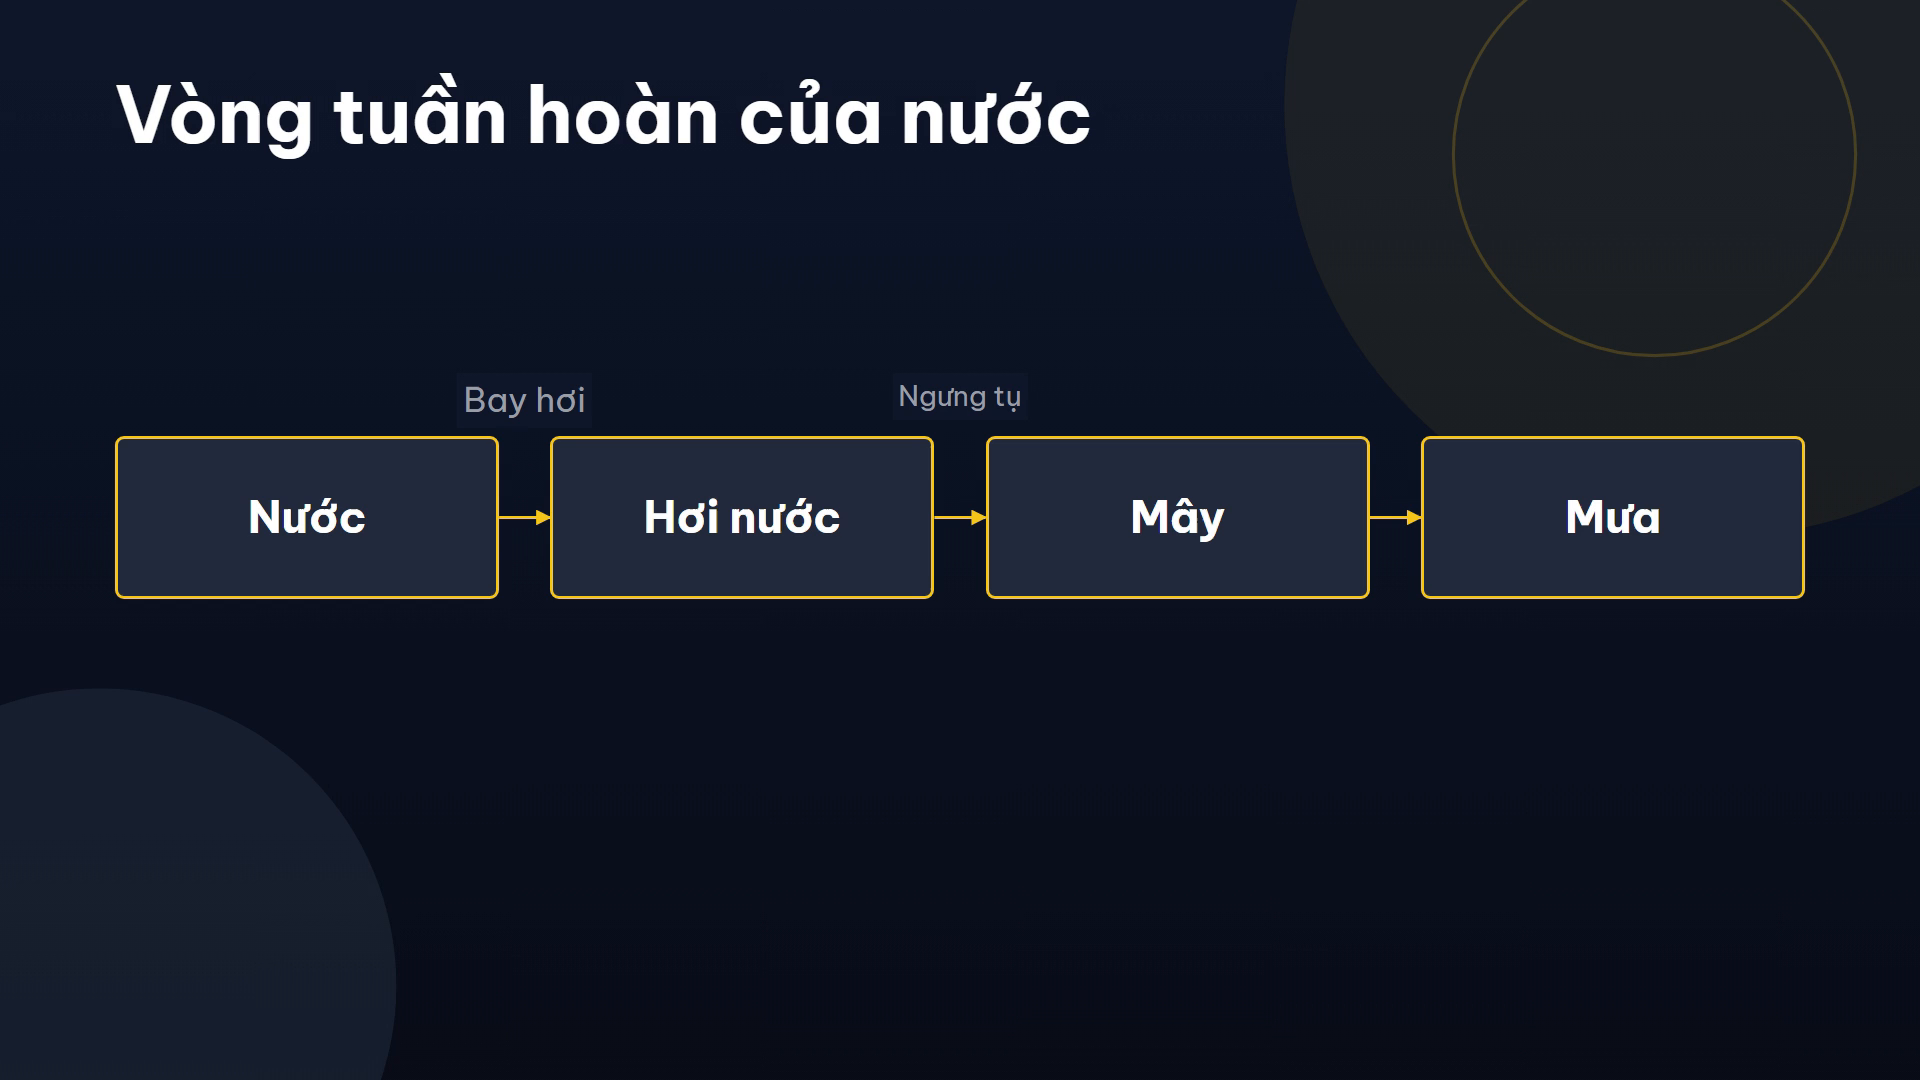 Vòng tuần hoàn của nước
Bay hơi
Ngưng tụ
Nước
Hơi nước
Mây
Mưa